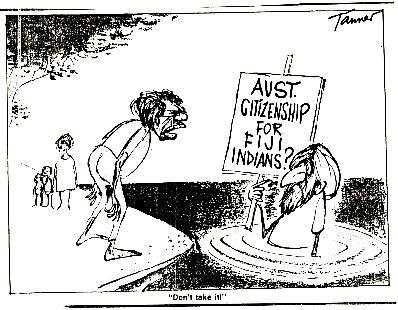 Tanner
AUST.
CITIZENSHIP
FOR
FIJI
INDIANS?
"Don't take it!"